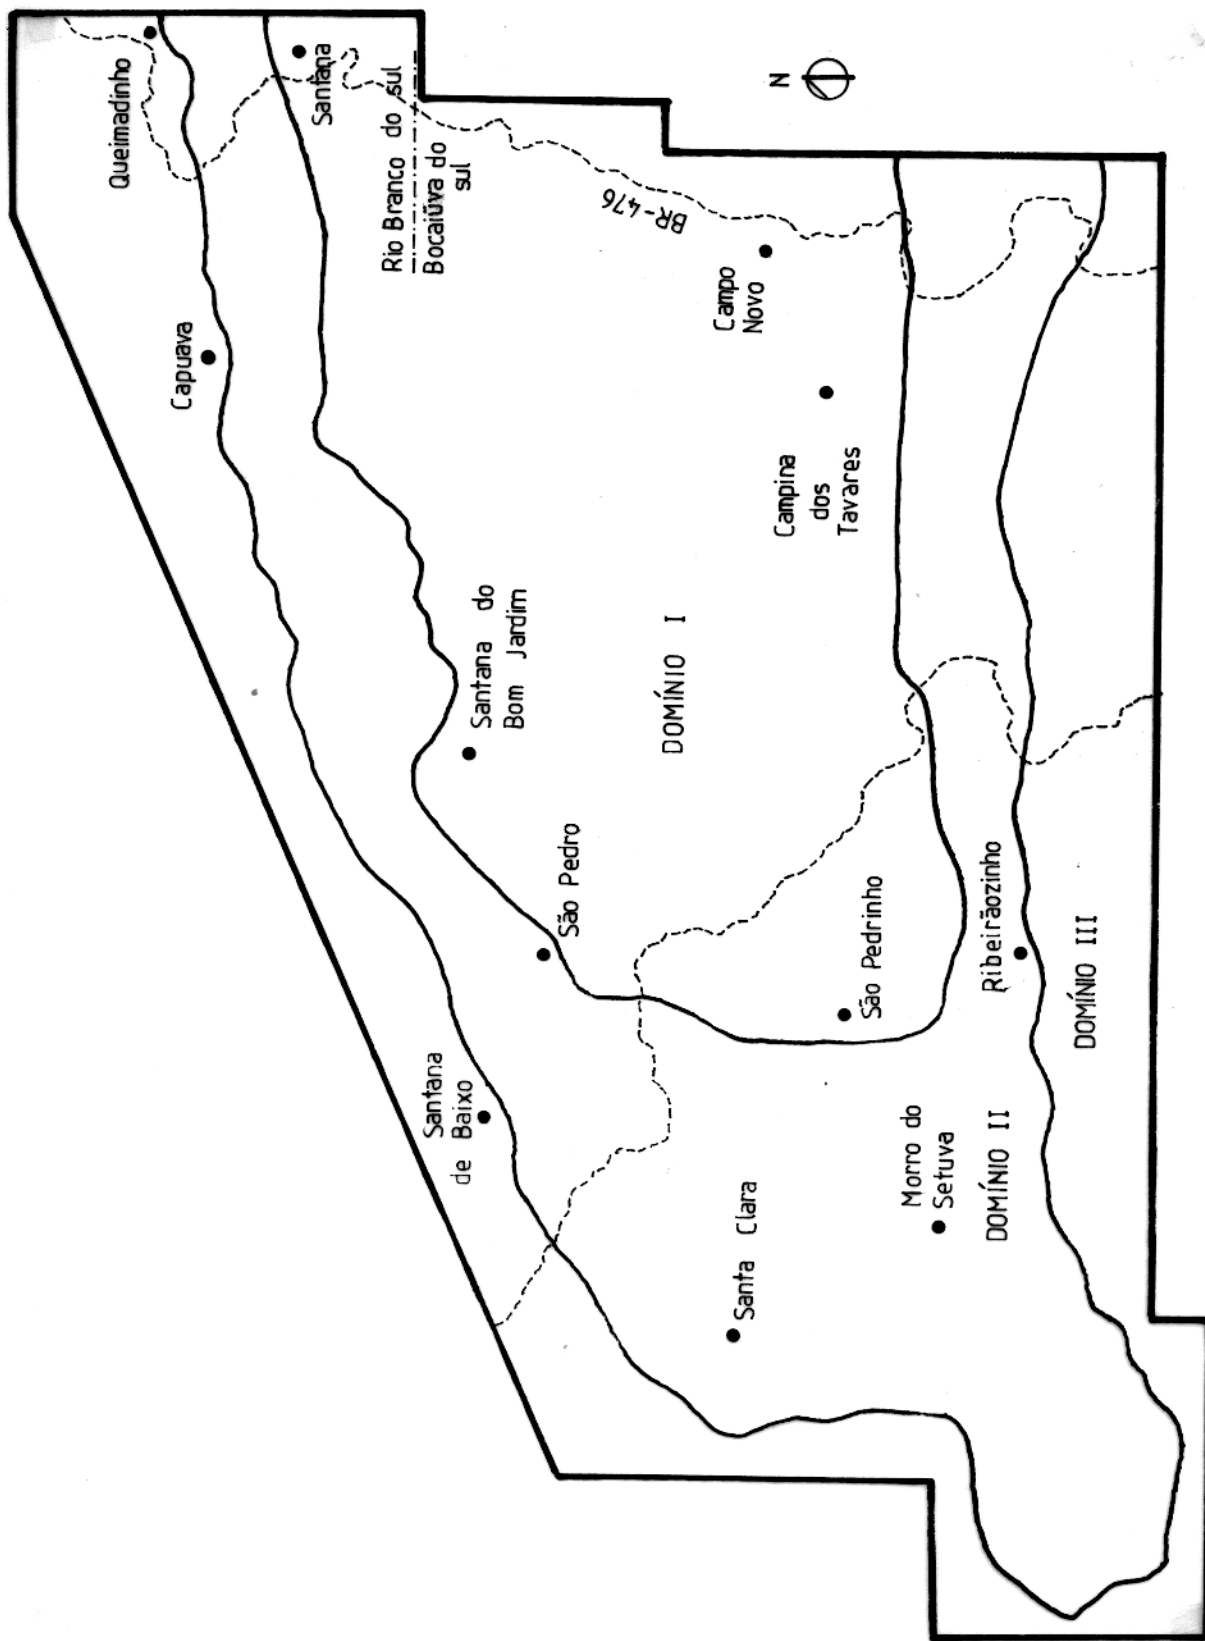 Queimadinho
Santana
Rio Branco do sul
Bocaiúva do
sul
N
BR-476
Capuava
Campo
Novo
Campina
dos
Tavares
Santana do
Bom Jardim
DOMÍNIO I
São Pedro
São Pedrinho
Ribeirãozinho
DOMÍNIO III
Santana
de Baixo
Morro do
Setuva
DOMÍNIO II
Santa Clara